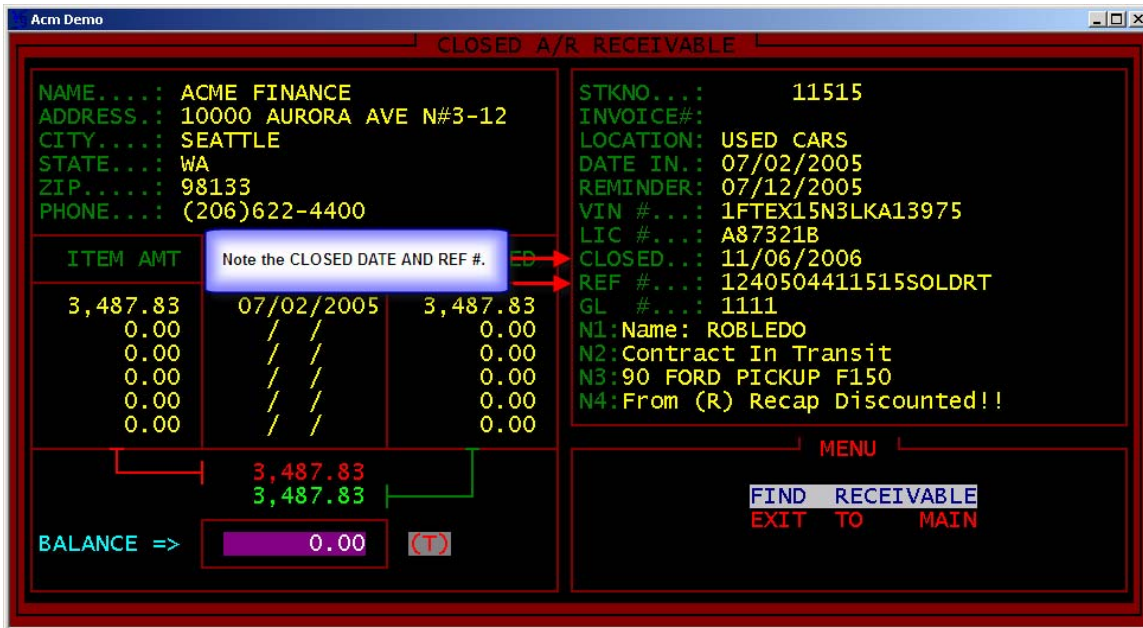 Acm Demo
CLOSED A/R RECEIVABLE
NAME....: ACME FINANCE
ADDRESS.: 10000 AURORA AVE N#3-12
CITY....: SEATTLE
STATE...: WA
ZIP.....: 98133
PHONE...: (206)622-4400
STKNO...: 11515
INVOICE#:
LOCATION: USED CARS
DATE IN.: 07/02/2005
REMINDER: 07/12/2005
VIN #...: 1FTEX15N3LKA13975
LIC #...: A87321B
CLOSED..: 11/06/2006
REF #...: 1240504411515SOLDRT
GL #...: 1111
N1:Name: ROBLEDO
N2:Contract In Transit
N3:90 FORD PICKUP F150
N4:From (R) Recap Discounted!!
ITEM AMT
Note the CLOSED DATE AND REF #.
3,487.83 07/02/2005 3,487.83
0.00 / / 0.00
0.00 / / 0.00
0.00 / / 0.00
0.00 / / 0.00
0.00 / / 0.00
3,487.83
3,487.83
BALANCE => 0.00 (T)
MENU
FIND RECEIVABLE
EXIT TO MAIN